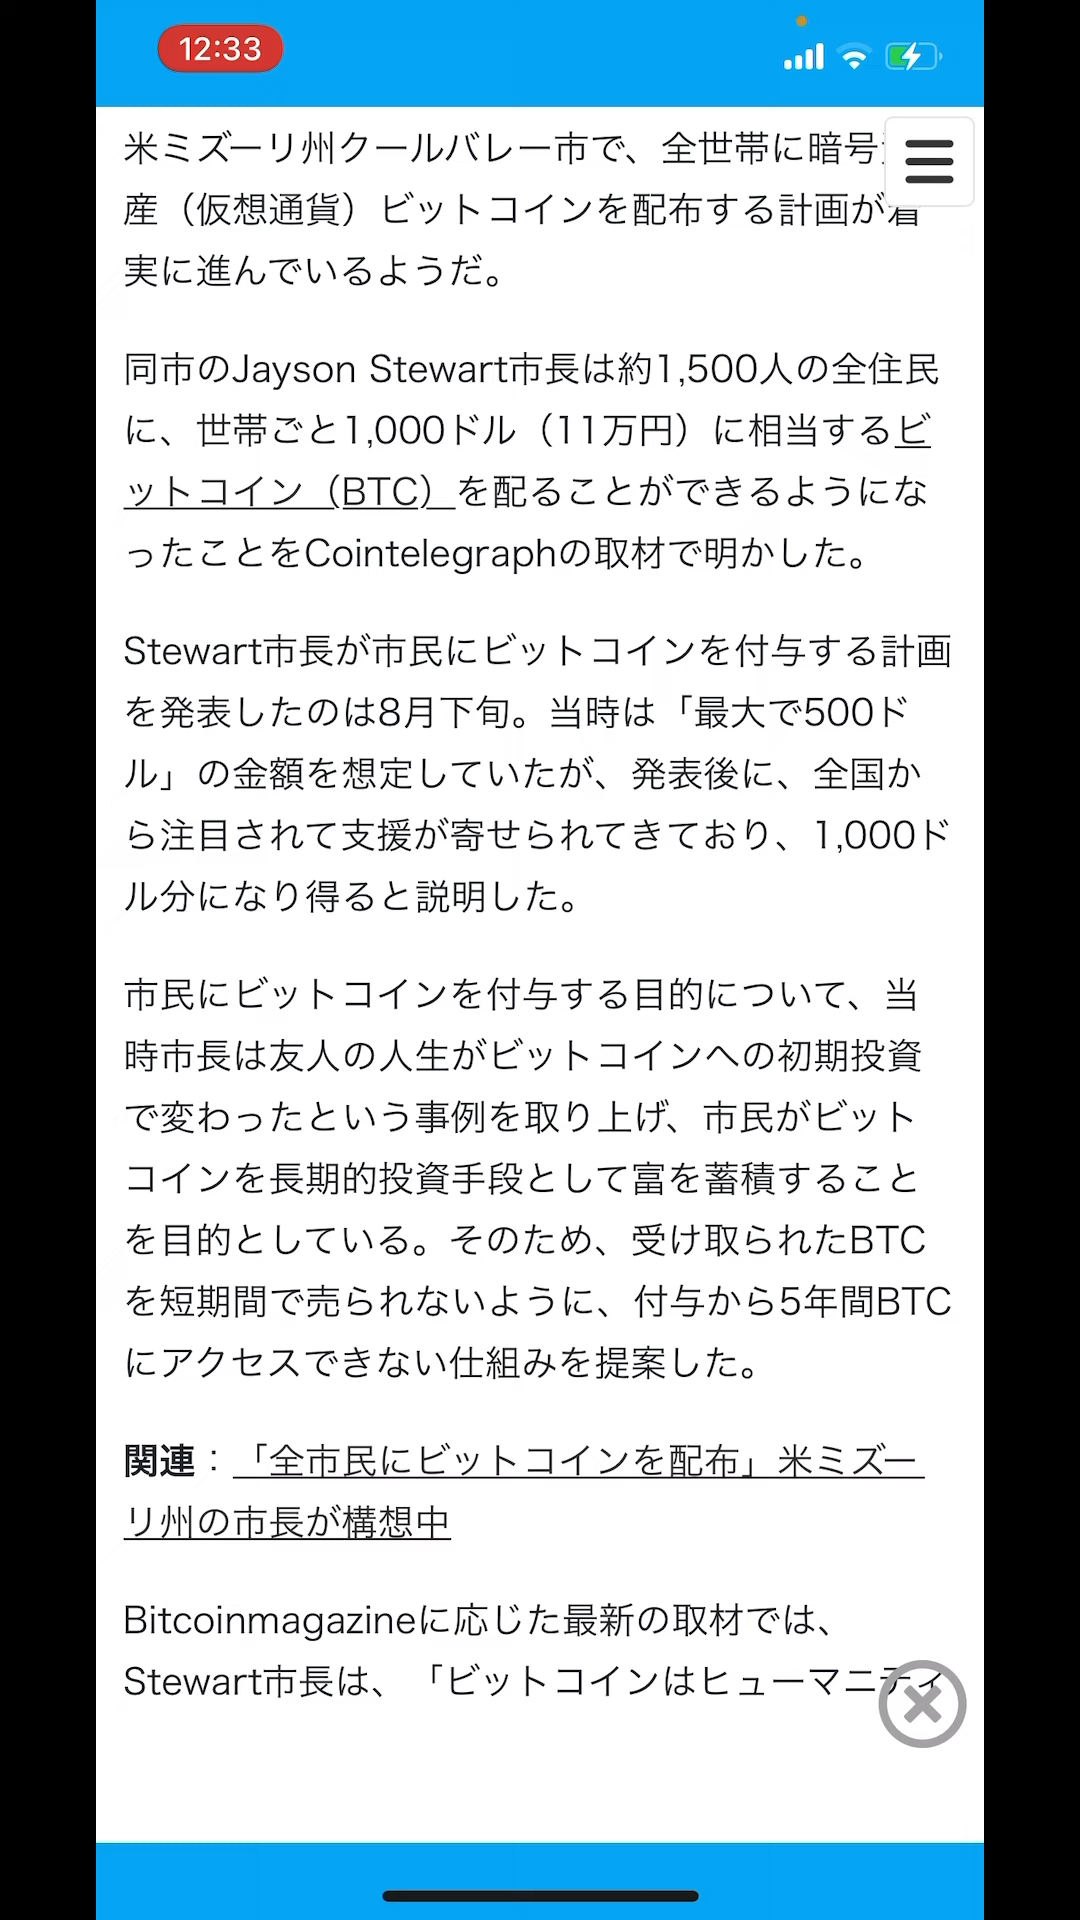 12:33
米ミズーリ州クールバレー市で、全世帯に暗号
産（仮想通貨）ビットコインを配布する計画が着
実に進んでいるようだ。
同市のJayson Stewart市長は約1,500人の全住民
に、世帯ごと1,000ドル（11万円）に相当するビ
ットコイン（BTC）を配ることができるようにな
ったことをCointelegraphの取材で明かした。
Stewart市長が市民にビットコインを付与する計画
を発表したのは8月下旬。当時は「最大で500ド
ル」の金額を想定していたが、発表後に、全国か
ら注目されて支援が寄せられてきており、1,000ド
ル分になり得ると説明した。
市民にビットコインを付与する目的について、当
時市長は友人の人生がビットコインへの初期投資
で変わったという事例を取り上げ、市民がビット
コインを長期的投資手段として富を蓄積すること
を目的としている。そのため、受け取られたBTC
を短期間で売られないように、付与から5年間BTC
にアクセスできない仕組みを提案した。
関連：「全市民にビットコインを配布」米ミズー
リ州の市長が構想中
Bitcoinmagazineに応じた最新の取材では、
Stewart市長は、「ビットコインはヒューマニティ